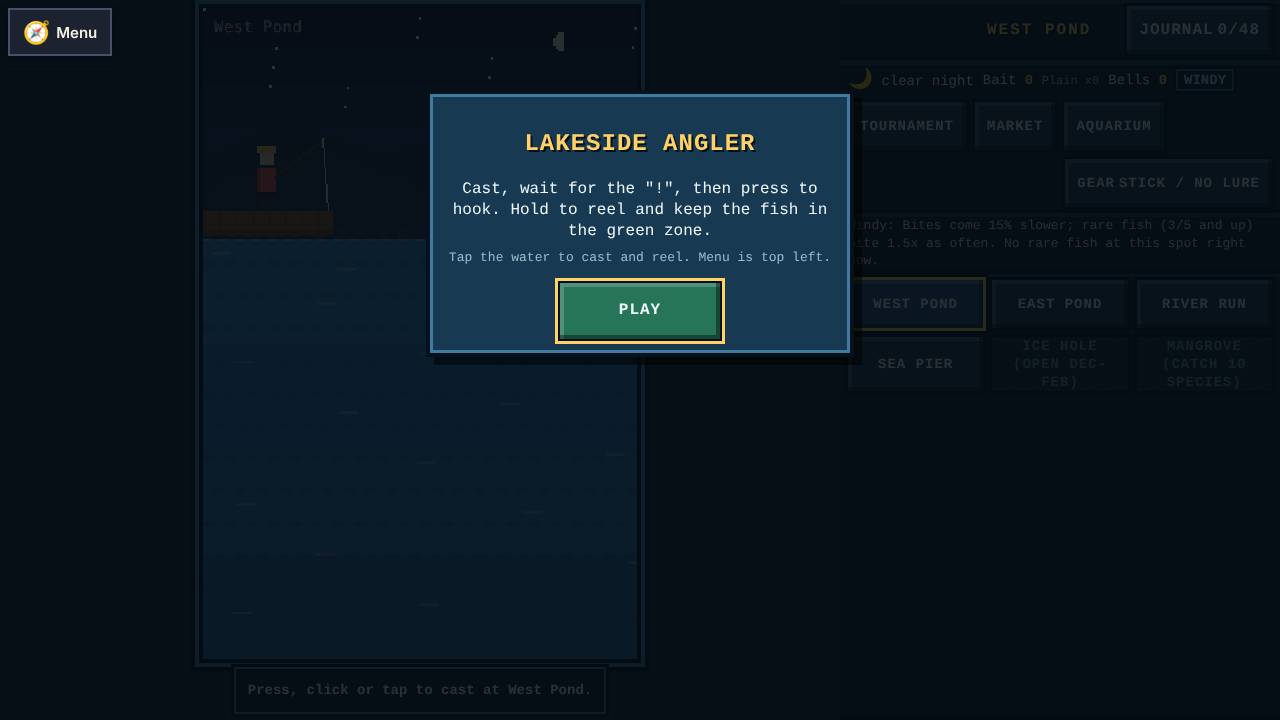 Menu
West Pond
WEST POND
JOURNAL 0/48
clear night Bait 0 Plain x0 Bells 0 WINDY
TOURNAMENT MARKET AQUARIUM
GEAR STICK / NO LURE
LAKESIDE ANGLER
Cast, wait for the "!", then press to
hook. Hold to reel and keep the fish in
the green zone.
Tap the water to cast and reel. Menu is top left.
PLAY
indy: Bites come 15% slower; rare fish (3/5 and up)
ite 1.5x as often. No rare fish at this spot right
ow.
WEST POND EAST POND RIVER RUN
SEA PIER
ICE HOLE
(OPEN DEC-
FEB)
MANGROVE
(CATCH 10
SPECIES)
Press, click or tap to cast at West Pond.